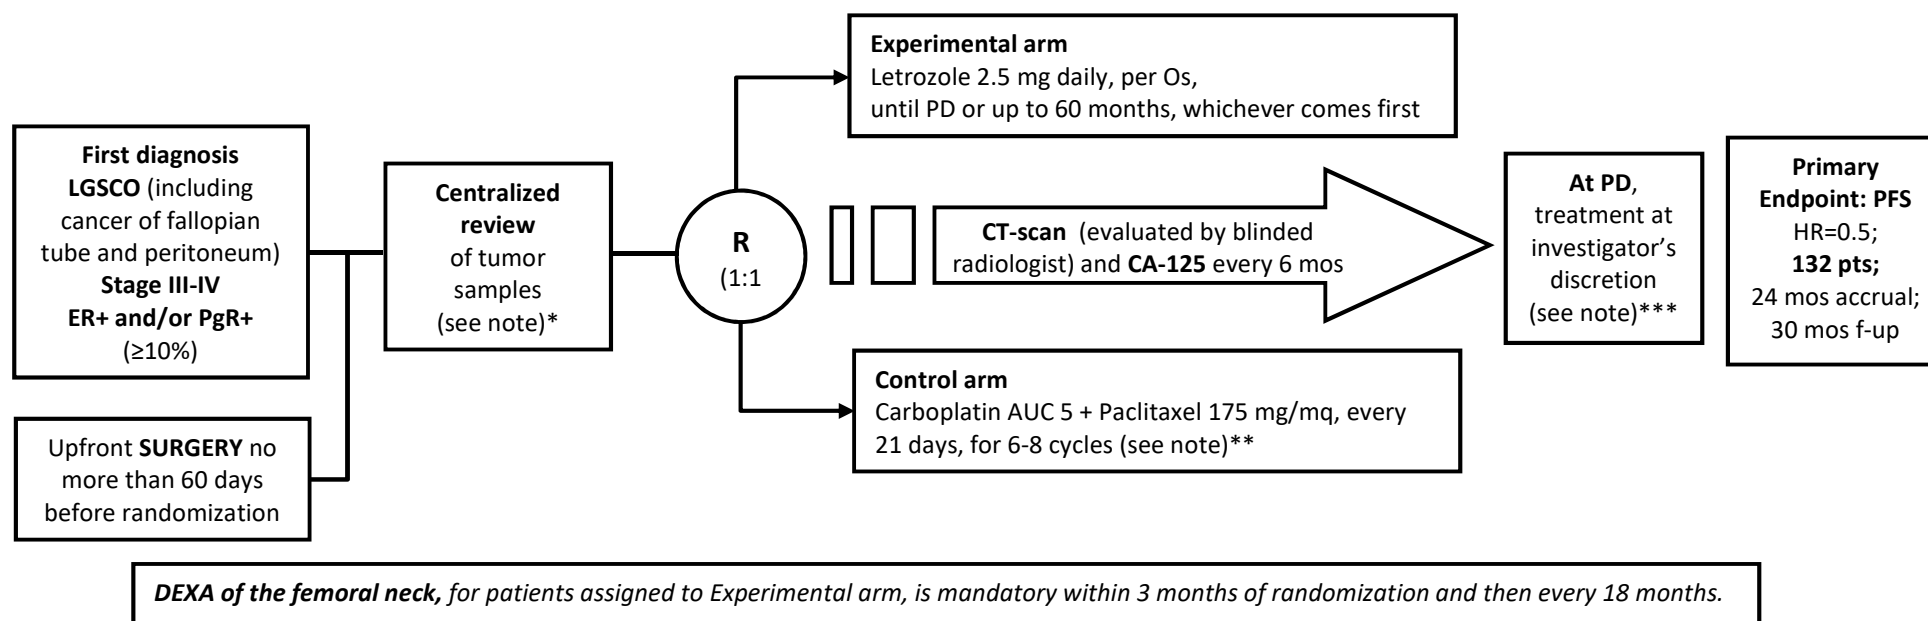 First diagnosis
LGSCO (including
cancer of fallopian
tube and peritoneum)
Stage III-IV
ER+ and/or PgR+
(≥10%)
Upfront SURGERY no
more than 60 days
before randomization
Centralized
review
of tumor
samples
(see note)*
R
(1:1
Experimental arm
Letrozole 2.5 mg daily, per Os,
until PD or up to 60 months, whichever comes first
CT-scan (evaluated by blinded
radiologist) and CA-125 every 6 mos
Control arm
Carboplatin AUC 5 + Paclitaxel 175 mg/mq, every
21 days, for 6-8 cycles (see note)**
At PD,
treatment at
investigator’s
discretion
(see note)***
Primary
Endpoint: PFS
HR=0.5;
132 pts;
24 mos accrual;
30 mos f-up
DEXA of the femoral neck, for patients assigned to Experimental arm, is mandatory within 3 months of randomization and then every 18 months.